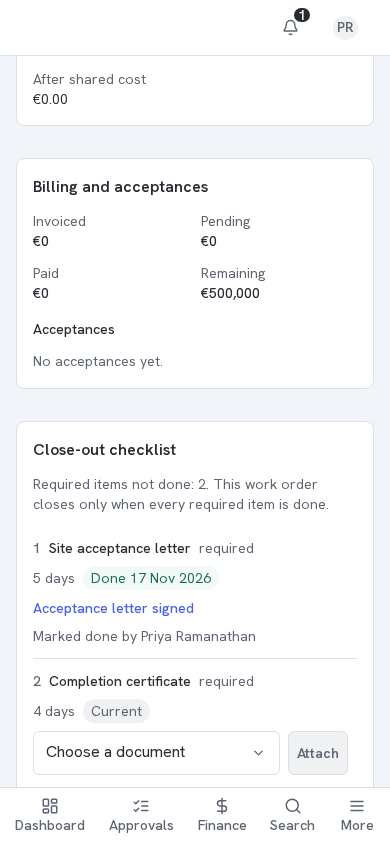 1
PR
After shared cost
€0.00
Billing and acceptances
Invoiced
€0
Pending
€0
Paid
€0
Remaining
€500,000
Acceptances
No acceptances yet.
Close-out checklist
Required items not done: 2. This work order
closes only when every required item is done.
1 Site acceptance letter required
5 days Done 17 Nov 2026
Acceptance letter signed
Marked done by Priya Ramanathan
2 Completion certificate required
4 days Current
Choose a document
Attach
Dashboard
Approvals
Finance
Search
More